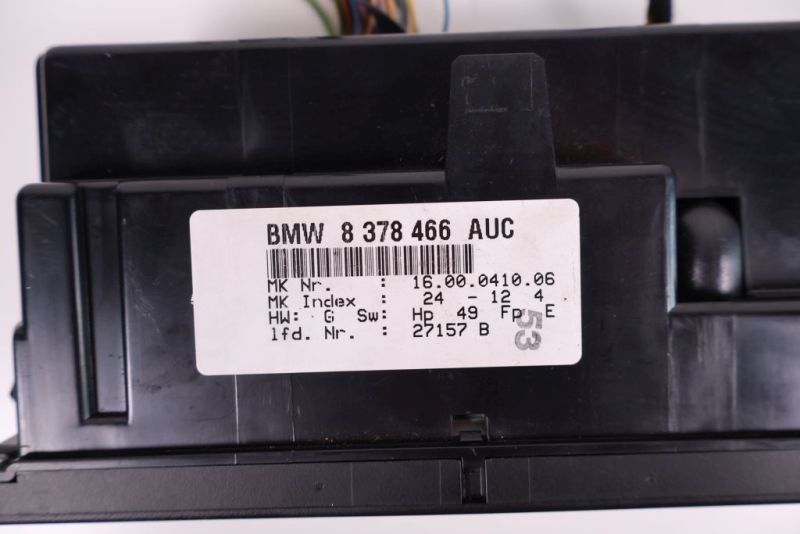 BMW 8 378 466 AUC
MK Nr. : 16.00.0410.06
MK Index : 24 - 12 4
HW: G Sw: Hp 49 Fp E
lfd. Nr. : 27157 B
53